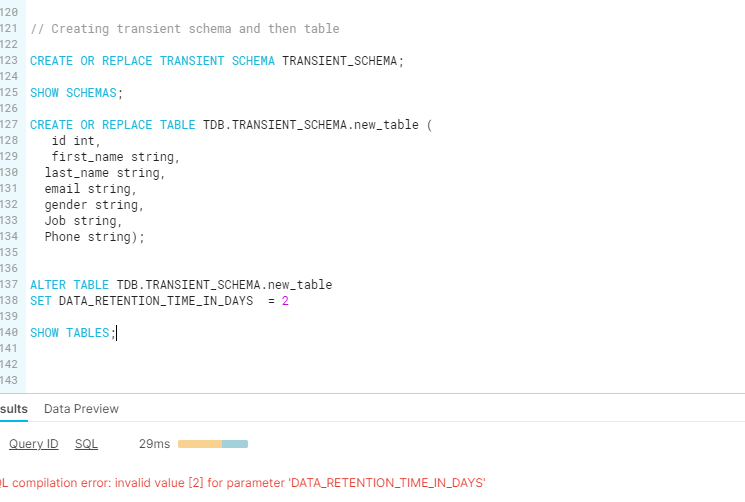 120
121 // Creating transient schema and then table
122
123 CREATE OR REPLACE TRANSIENT SCHEMA TRANSIENT_SCHEMA;
124
125 SHOW SCHEMAS;
126
127 CREATE OR REPLACE TABLE TDB.TRANSIENT_SCHEMA.new_table (
128 id int,
129 first_name string,
130 last_name string,
131 email string,
132 gender string,
133 Job string,
134 Phone string);
135
136
137 ALTER TABLE TDB.TRANSIENT_SCHEMA.new_table
138 SET DATA_RETENTION_TIME_IN_DAYS = 2
139
140 SHOW TABLES;
141
142
143
sults Data Preview
Query ID SQL 29ms
QL compilation error: invalid value [2] for parameter 'DATA_RETENTION_TIME_IN_DAYS'